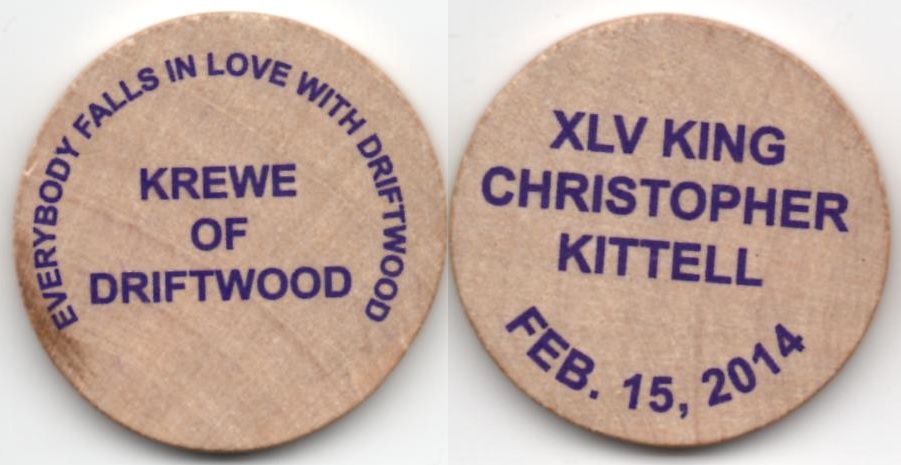 EVERYBODY FALLS IN LOVE WITH DRIFTWOOD
KREWE
OF
DRIFTWOOD
XLV KING
CHRISTOPHER
KITTELL
FEB. 15, 2014